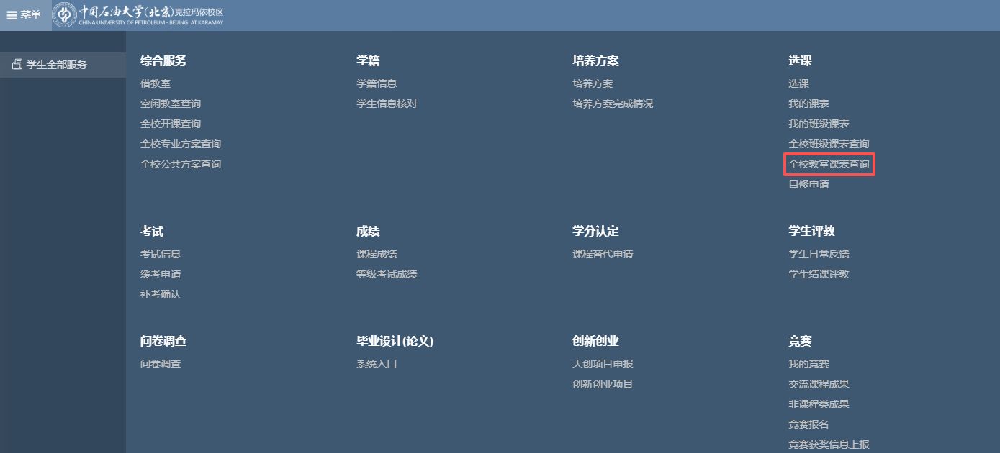 菜单
中国石油大学(北京)克拉玛依校区
CHINA UNIVERSITY OF PETROLEUM-BEIJING AT KARAMAY
学生全部服务
综合服务
借教室
空闲教室查询
全校开课查询
全校专业方案查询
全校公共方案查询
学籍
学籍信息
学生信息核对
培养方案
培养方案
培养方案完成情况
选课
选课
我的课表
我的班级课表
全校班级课表查询
全校教室课表查询
自修申请
考试
考试信息
缓考申请
补考确认
成绩
课程成绩
等级考试成绩
学分认定
课程替代申请
学生评教
学生日常反馈
学生结课评教
问卷调查
问卷调查
毕业设计(论文)
系统入口
创新创业
大创项目申报
创新创业项目
竞赛
我的竞赛
交流课程成果
非课程类成果
竞赛报名
竞赛获奖信息上报